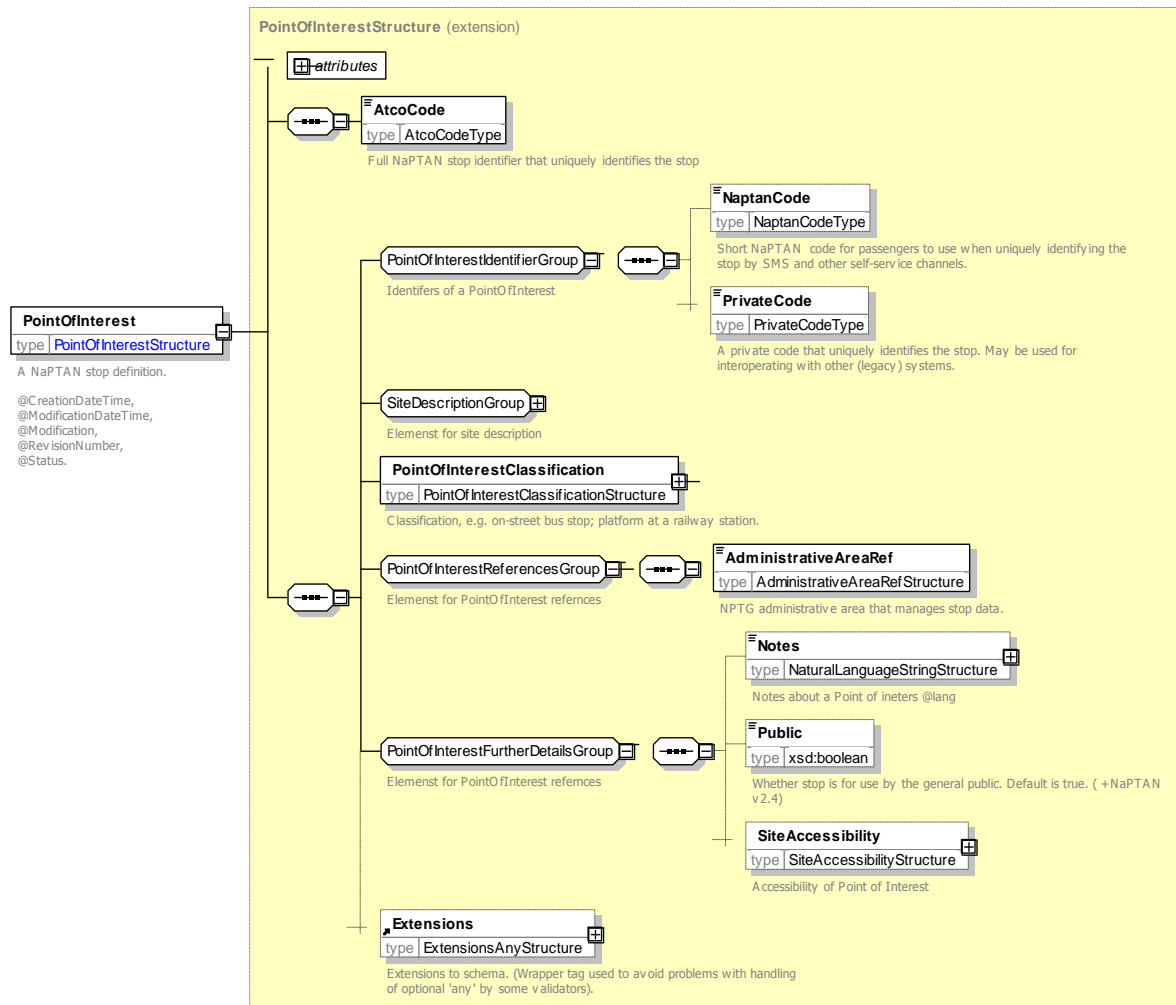 PointOfInterestStructure (extension)
attributes
AtcoCode
type AtcoCodeType
Full NaPTAN stop identifier that uniquely identifies the stop
NaptanCode
type NaptanCodeType
Short NaPTAN code for passengers to use when uniquely identifying the
stop by SMS and other self-service channels.
PointOfInterestIdentifierGroup
Identifers of a PointOfInterest
PrivateCode
type PrivateCodeType
A private code that uniquely identifies the stop. May be used for
interoperating with other (legacy) systems.
PointOfInterest
type PointOfInterestStructure
A NaPTAN stop definition.
@CreationDateTime,
@ModificationDateTime,
@Modification,
@RevisionNumber,
@Status.
SiteDescriptionGroup
Elemenst for site description
PointOfInterestClassification
type PointOfInterestClassificationStructure
Classification, e.g. on-street bus stop; platform at a railway station.
PointOfInterestReferencesGroup
Elemenst for PointOfInterest refernces
AdministrativeAreaRef
type AdministrativeAreaRefStructure
NPTG administrative area that manages stop data.
Notes
type NaturalLanguageStringStructure
Notes about a Point of ineters @lang
PointOfInterestFurtherDetailsGroup
Elemenst for PointOfInterest refernces
Public
type xsd:boolean
Whether stop is for use by the general public. Default is true. ( +NaPTAN
v2.4)
SiteAccessibility
type SiteAccessibilityStructure
Accessibility of Point of Interest
Extensions
type ExtensionsAnyStructure
Extensions to schema. (Wrapper tag used to avoid problems with handling
of optional 'any' by some validators).